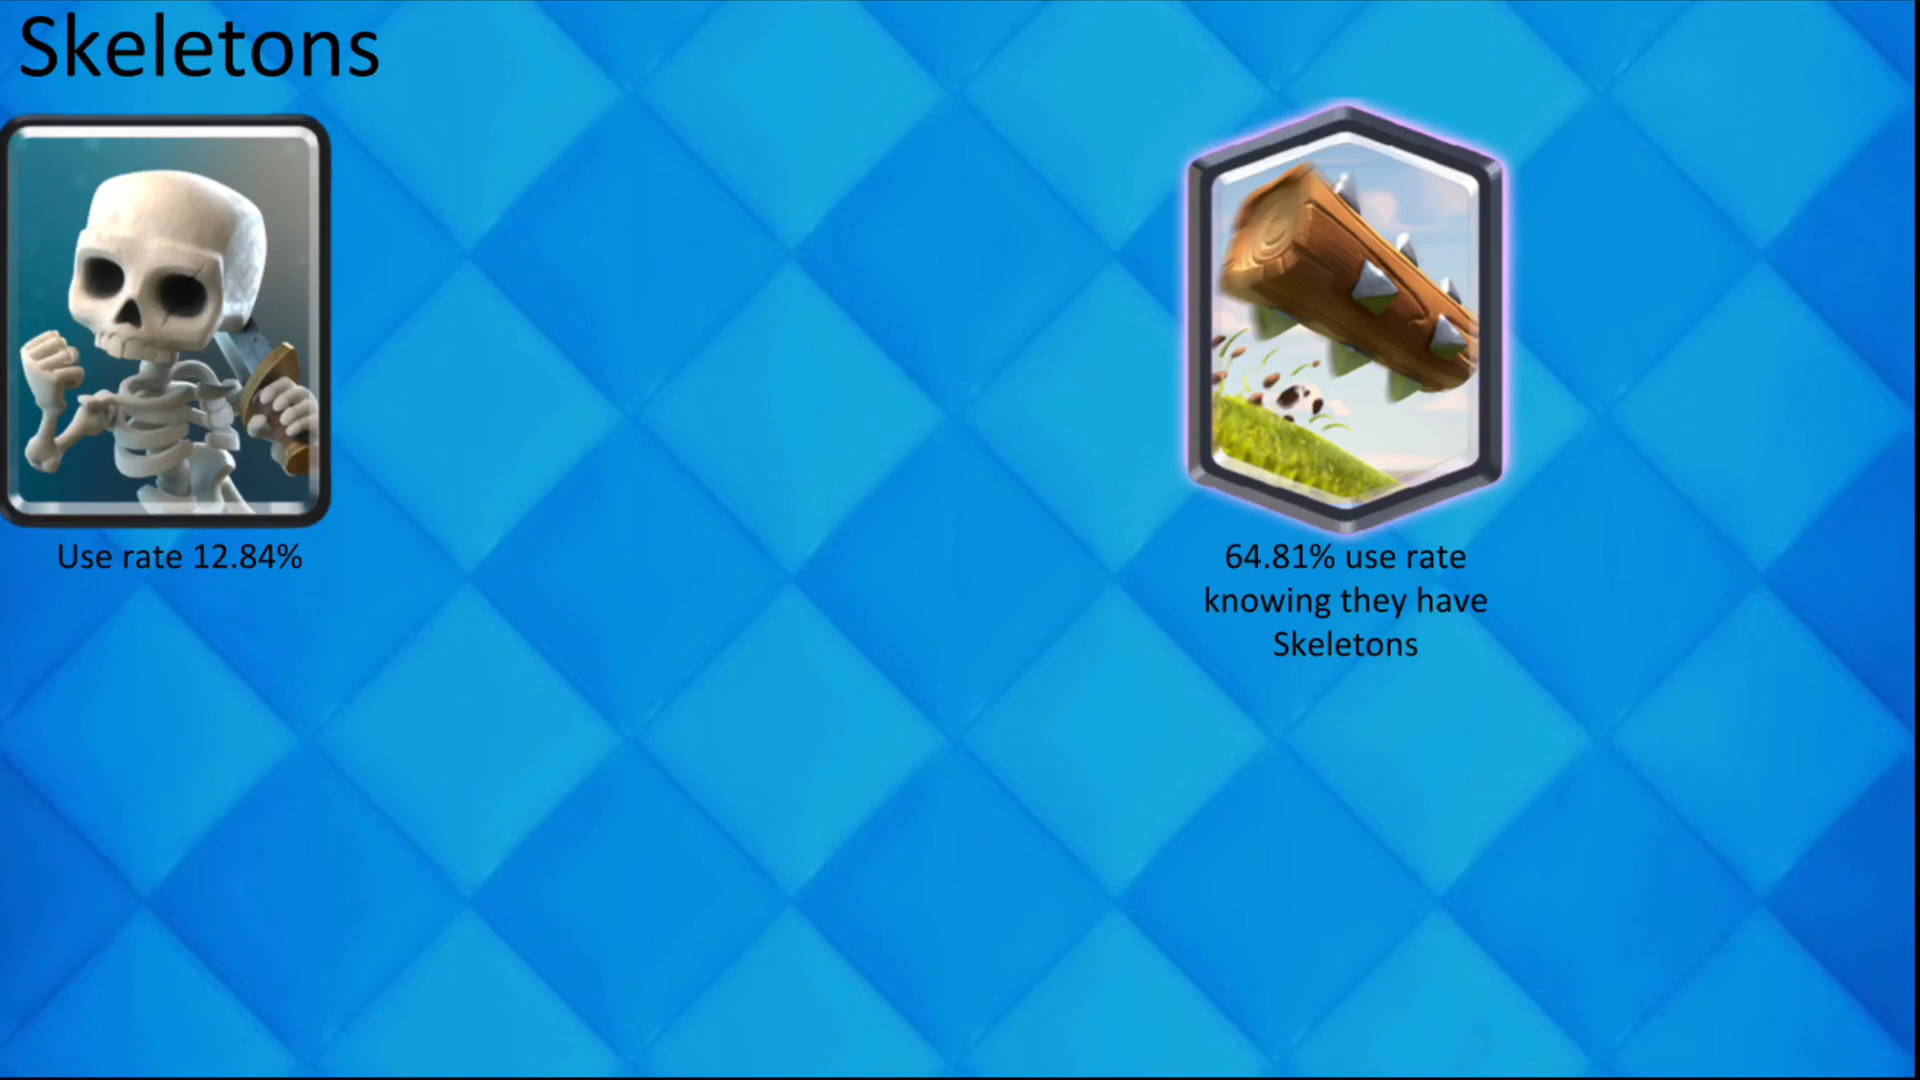 Skeletons
Use rate 12.84%
64.81% use rate
knowing they have
Skeletons